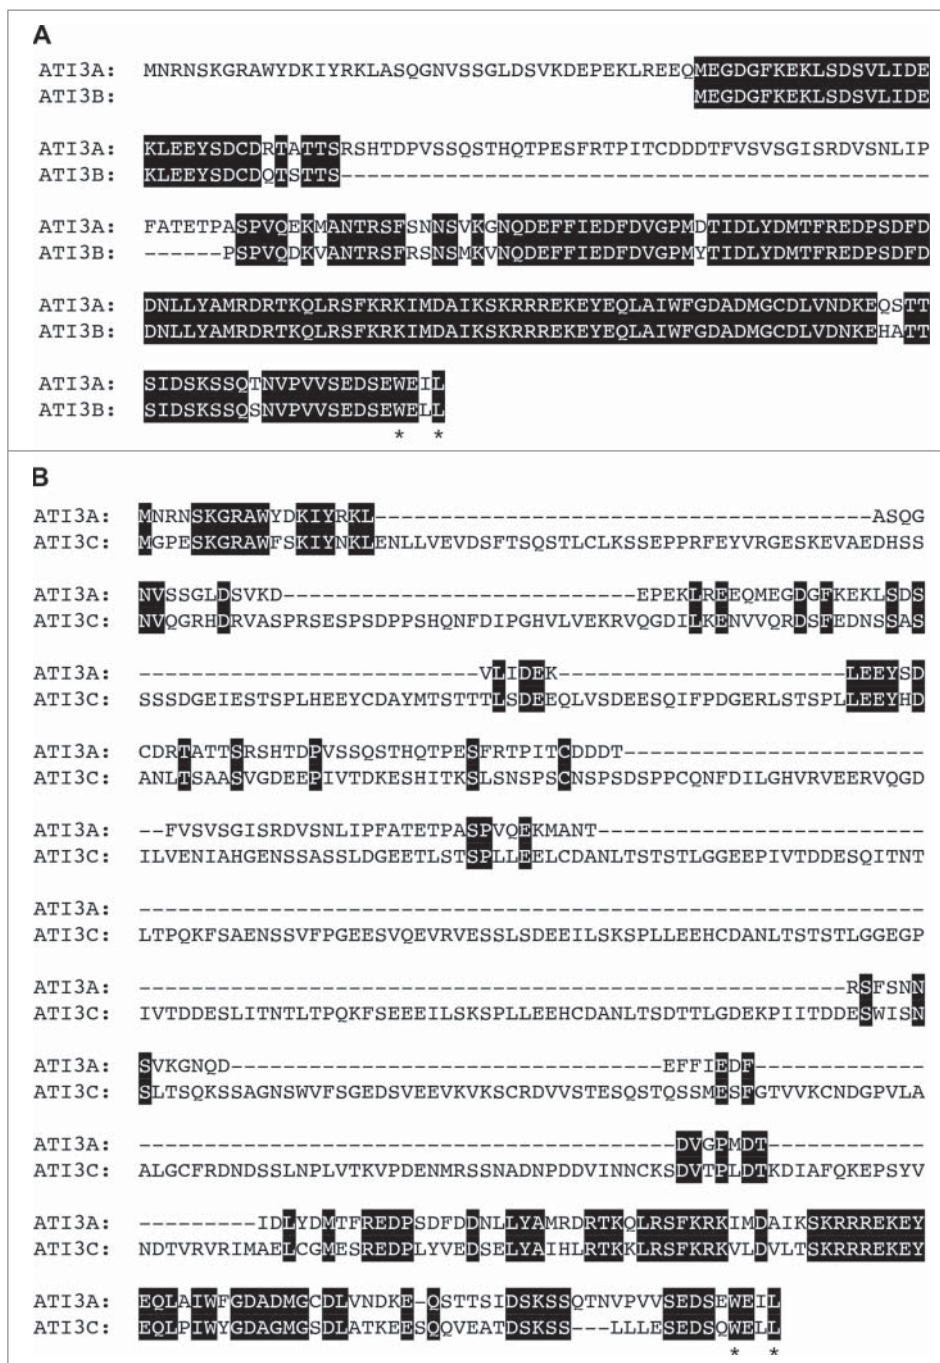 A
ATI3A: MNRNSKGRAWYDKIYRKLASQGNVSSGLDSVKDEPEKLREEQMEGDGFKEKLSDSVLIDE
ATI3B: MEGDGFKEKLSDSVLIDE
ATI3A: KLEEYSDCDRTATTSRSHTDPVSSQSTHQTPESFRTPITCDDDTFVSVSGISRDVSNLIP
ATI3B: KLEEYSDCDQTSTTS---------------------------------------------
ATI3A: FATETPASPVQEKMANTRSFSNNSVKGNQDEFFIEDFDVGPMDTIDLYDMTFREDPSDFD
ATI3B: ------PSPVQDKVANTRSFRSNSMKVNQDEFFIEDFDVGPMYTIDLYDMTFREDPSDFD
ATI3A: DNLLYAMRDRTKQLRSFKRKIMDAIKSKRRREKEYEQLAIWFGDADMGCDLVNDKEQSTT
ATI3B: DNLLYAMRDRTKQLRSFKRKIMDAIKSKRRREKEYEQLAIWFGDADMGCDLVDNKEHATT
ATI3A: SIDSKSSQTNVPVVSEDSEWEIL
ATI3B: SIDSKSSQSNVPVVSEDSEWELL
* *
B
ATI3A: MNRNSKGRAWYDKIYRKL--------------------------------------ASQG
ATI3C: MGPESKGRAWFSKIYNKLENLLVEVDSFTSQSTLCLKSSEPPRFEYVRGESKEVAEDHSS
ATI3A: NVSSGLDSVKD---------------------------EPEKLREEQMEGDGFKEKLSDS
ATI3C: NVQGRHDRVASPRSESPSDPPSHQNFDIPGHVLVEKRVQGDILKENVVQRDSFEDNSSAS
ATI3A: --------------------------VLIDEK----------------------LEEYSD
ATI3C: SSSDGEIESTSPLHEEYCDAYMTSTTTLSDEEQLVSDEESQIFPDGERLSTSPLLEEYHD
ATI3A: CDRTATTSRSHTDPVSSQSTHQTPESFRTPITCDDDT-----------------------
ATI3C: ANLTSAASVGDEEPIVTDKESHITKSLSNSPSCNSPSDSPPCQNFDILGHVRVEERVQGD
ATI3A: --FVSVSGISRDVSNLIPFATETPASPVQEKMANT-------------------------
ATI3C: ILVENIAHGENSSASSLDGEETLSTSPLLEELCDANLTSTSTLGGEEPIVTDDESQITNT
ATI3A: ------------------------------------------------------------
ATI3C: LTPQKFSAENSSVFPGEESVQEVRVESSLSDEEILSKSPLLEEHCDANLTSTSTLGGEGP
ATI3A: ------------------------------------------------------RSFSNN
ATI3C: IVTDDESLITNTLTPQKFSEEEILSKSPLLEEHCDANLTSDTTLGDEKPIITDDESWISN
ATI3A: SVKGNQD---------------------------------EFFIEDF-------------
ATI3C: SLTSQKSSAGNSWVFSGEDSVEEVKVKSCRDVVSTESQSTQSSMESFGTVVKCNDGPVLA
ATI3A: -----------------------------------------DVGPMDT------------
ATI3C: ALGCFRDNDSSLNPLVTKVPDENMRSSNADNPDDVINNCKSDVTPLDTKDIAFQKEPSYV
ATI3A: ---------IDLYDMTFREDPSDFDDNLLYAMRDRTKQLRSFKRKIMDAIKSKRRREKEY
ATI3C: NDTVRVRIMAELCGMESREDPLYVEDSELYAIHLRTKKLRSFKRKVLDVLTSKRRREKEY
ATI3A: EQLAIWFGDADMGCDLVNDKE-QSTTSIDSKSSQTNVPVVSEDSEWEIL
ATI3C: EQLPIWYGDAGMGSDLATKEESQQVEATDSKSS---LLLESEDSQWELL
* *